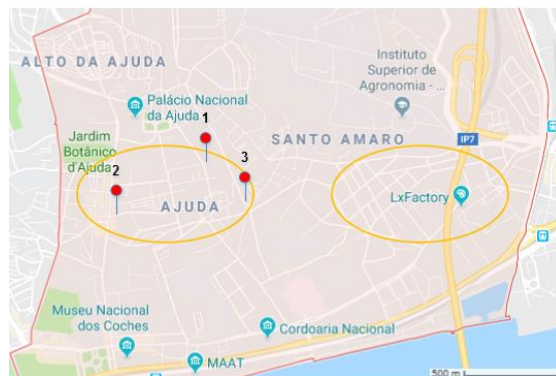 ALTO DA AJUDA
Instituto
Superior de
Agronomia - ...
Palácio Nacional
da Ajuda
1
SANTO AMARO
IP7
Jardim
Botânico
d'Ajuda
3
2
LxFactory
AJUDA
Museu Nacional
dos Coches
Cordoaria Nacional
MAAT
500 m